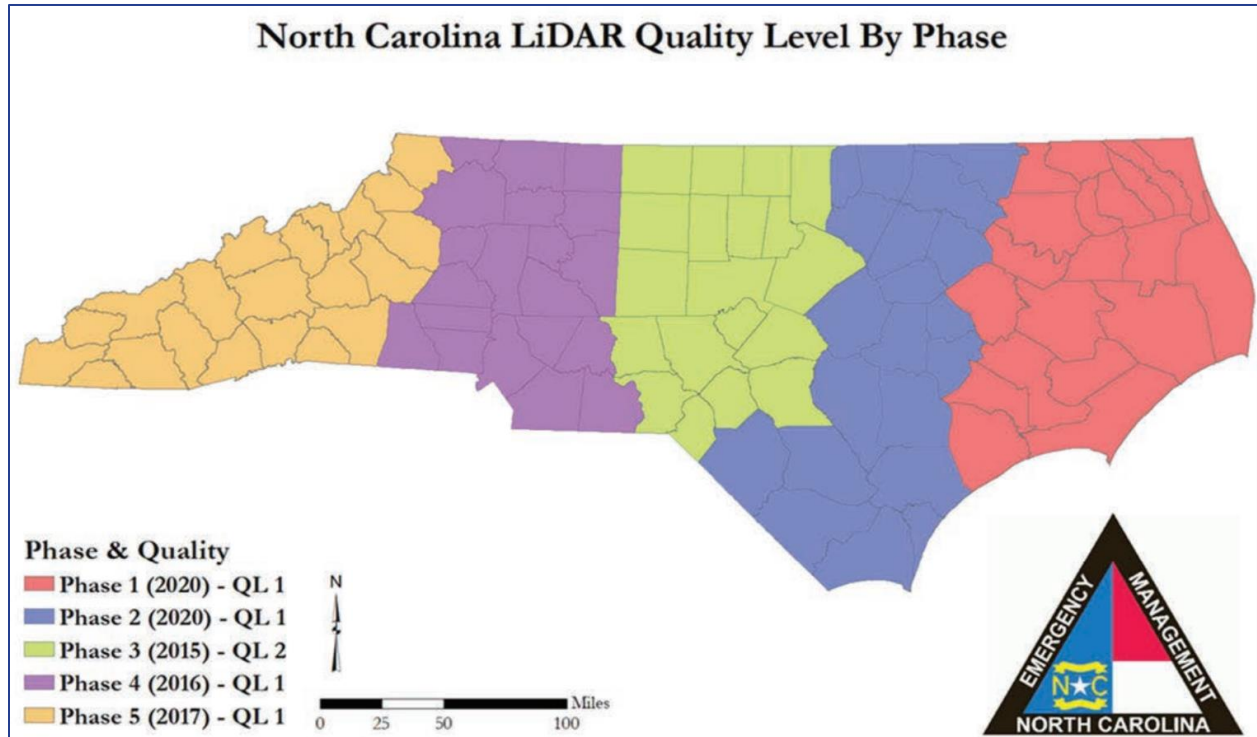 North Carolina LiDAR Quality Level By Phase
Phase & Quality
Phase 1 (2020) - QL 1
Phase 2 (2020) - QL 1
Phase 3 (2015) - QL 2
Phase 4 (2016) - QL 1
Phase 5 (2017) - QL 1
N
Miles
0 25 50 100
EMERGENCY
MANAGEMENT
N C
NORTH CAROLINA